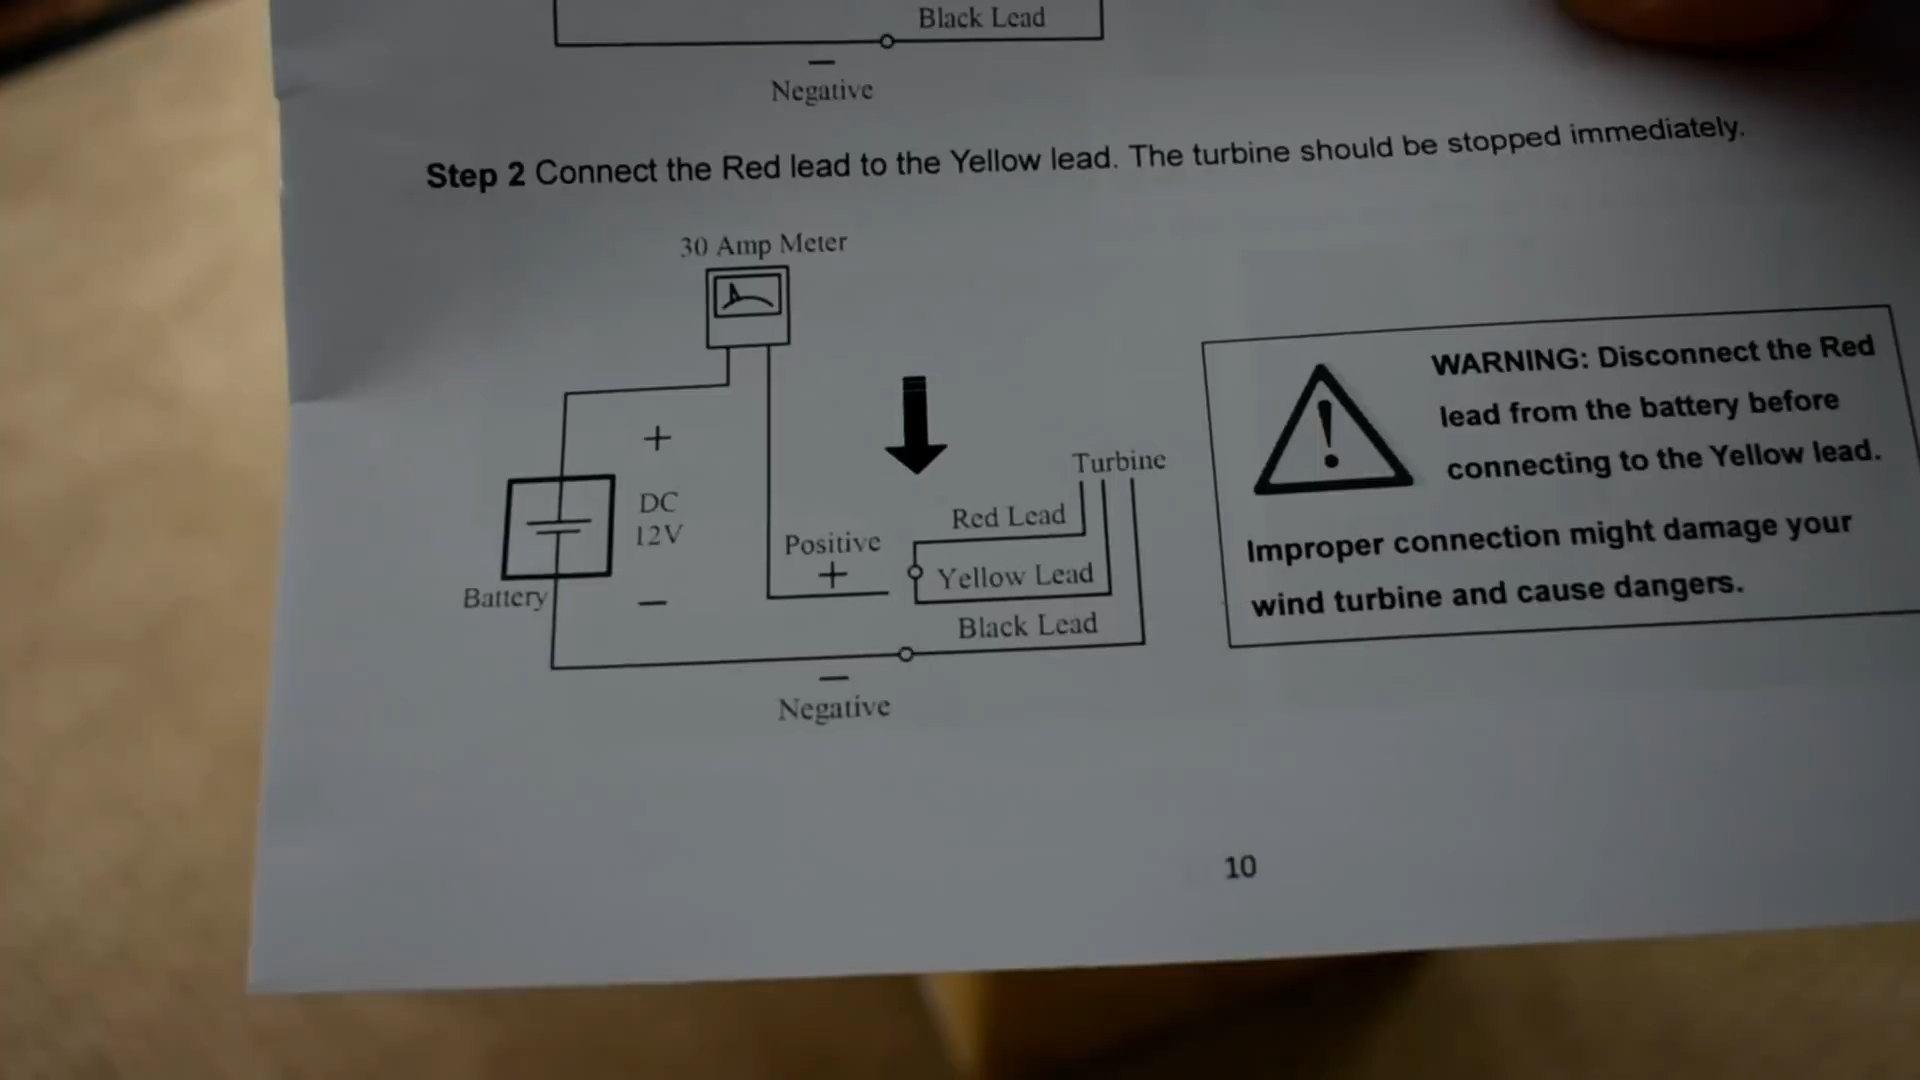 Black Lead
Negative
Step 2 Connect the Red lead to the Yellow lead. The turbine should be stopped immediately.
30 Amp Meter
+
DC
12V
Battery
Positive
+
Turbine
Red Lead
Yellow Lead
Black Lead
Negative
WARNING: Disconnect the Red
lead from the battery before
connecting to the Yellow lead.
Improper connection might damage your
wind turbine and cause dangers.
10